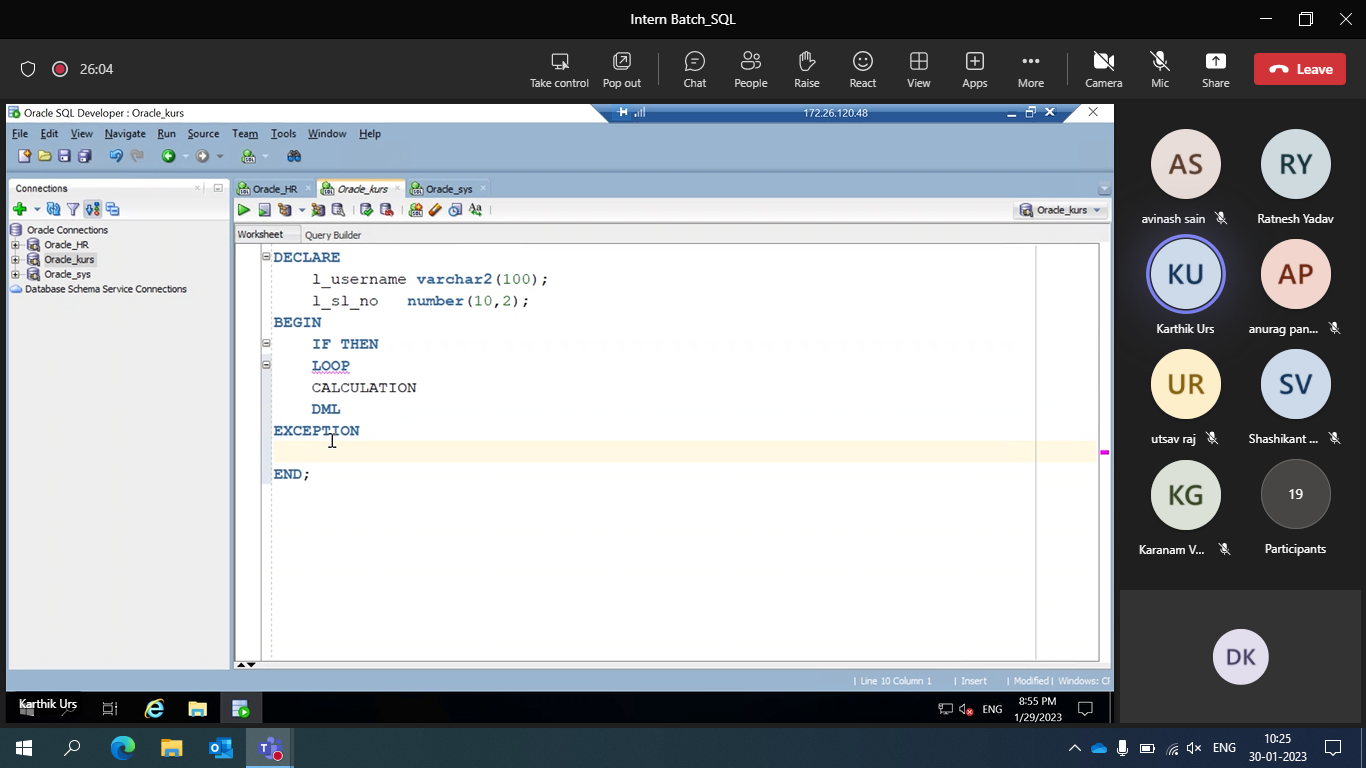 Intern Batch_SQL
26:04
Take control
Pop out
Chat
People
Raise
React
View
Apps
More
Camera
Mic
Share
Leave
Oracle SQL Developer : Oracle_kurs
172.26.120.48
File Edit View Navigate Run Source Team Tools Window Help
Connections
Oracle Connections
Oracle_HR
Oracle_kurs
Oracle_sys
Database Schema Service Connections
Oracle_HR
Oracle_kurs
Oracle_sys
Oracle_kurs
Worksheet
Query Builder
DECLARE
l_username varchar2(100);
l_sl_no number(10,2);
BEGIN
IF THEN
LOOP
CALCULATION
DML
EXCEPTION
END;
Line 10 Column 1
Insert
Modified
Windows: Cl
Karthik Urs
ENG
8:55 PM
1/29/2023
AS
avinash sain
RY
Ratnesh Yadav
KU
Karthik Urs
AP
anurag pan...
UR
utsav raj
SV
Shashikant ...
KG
Karanam V...
19
Participants
DK
ENG
10:25
30-01-2023